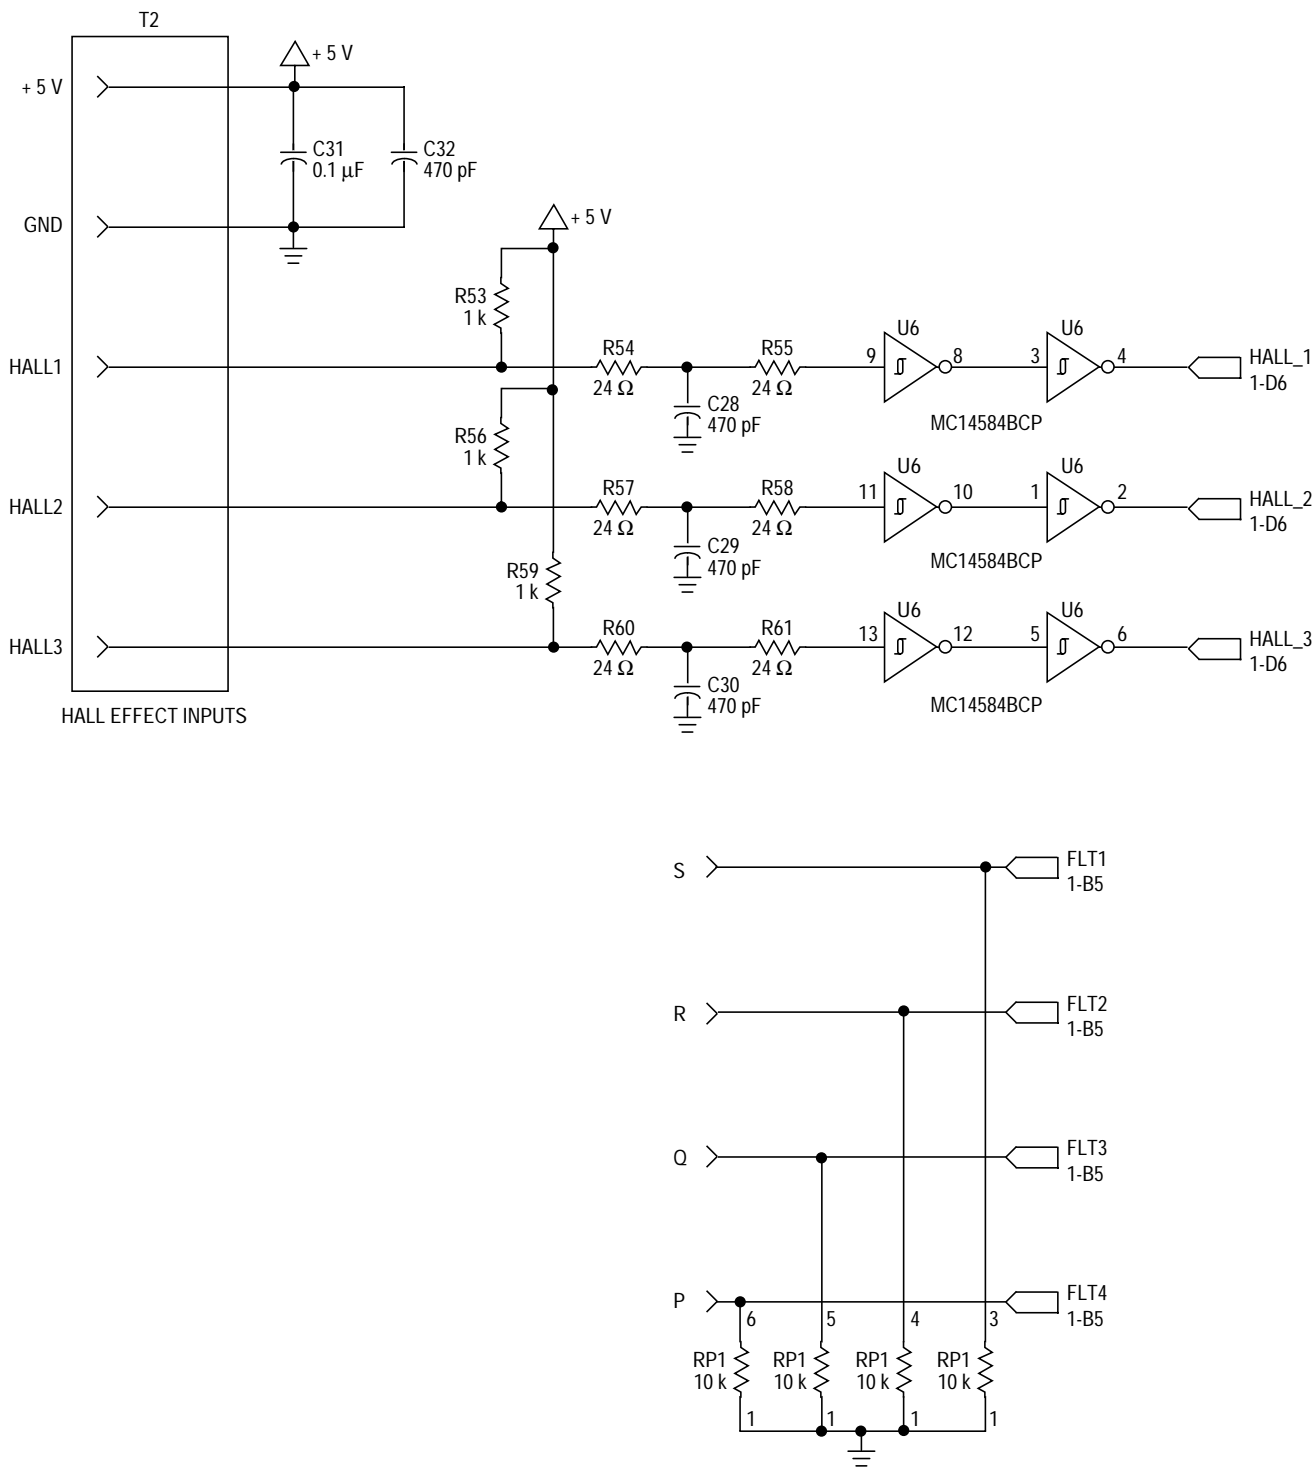 T2
+ 5 V
+ 5 V
C31
0.1 µF
C32
470 pF
GND
+ 5 V
R53
1 k
HALL1
R54
24 Ω
R55
24 Ω
C28
470 pF
U6
9
8
U6
3
4
MC14584BCP
HALL_1
1-D6
R56
1 k
HALL2
R57
24 Ω
R58
24 Ω
C29
470 pF
U6
11
10
U6
1
2
MC14584BCP
HALL_2
1-D6
R59
1 k
HALL3
R60
24 Ω
R61
24 Ω
C30
470 pF
U6
13
12
U6
5
6
MC14584BCP
HALL_3
1-D6
HALL EFFECT INPUTS
S
FLT1
1-B5
R
FLT2
1-B5
Q
FLT3
1-B5
P
FLT4
1-B5
6
5
4
3
RP1
10 k
RP1
10 k
RP1
10 k
RP1
10 k
1
1
1
1